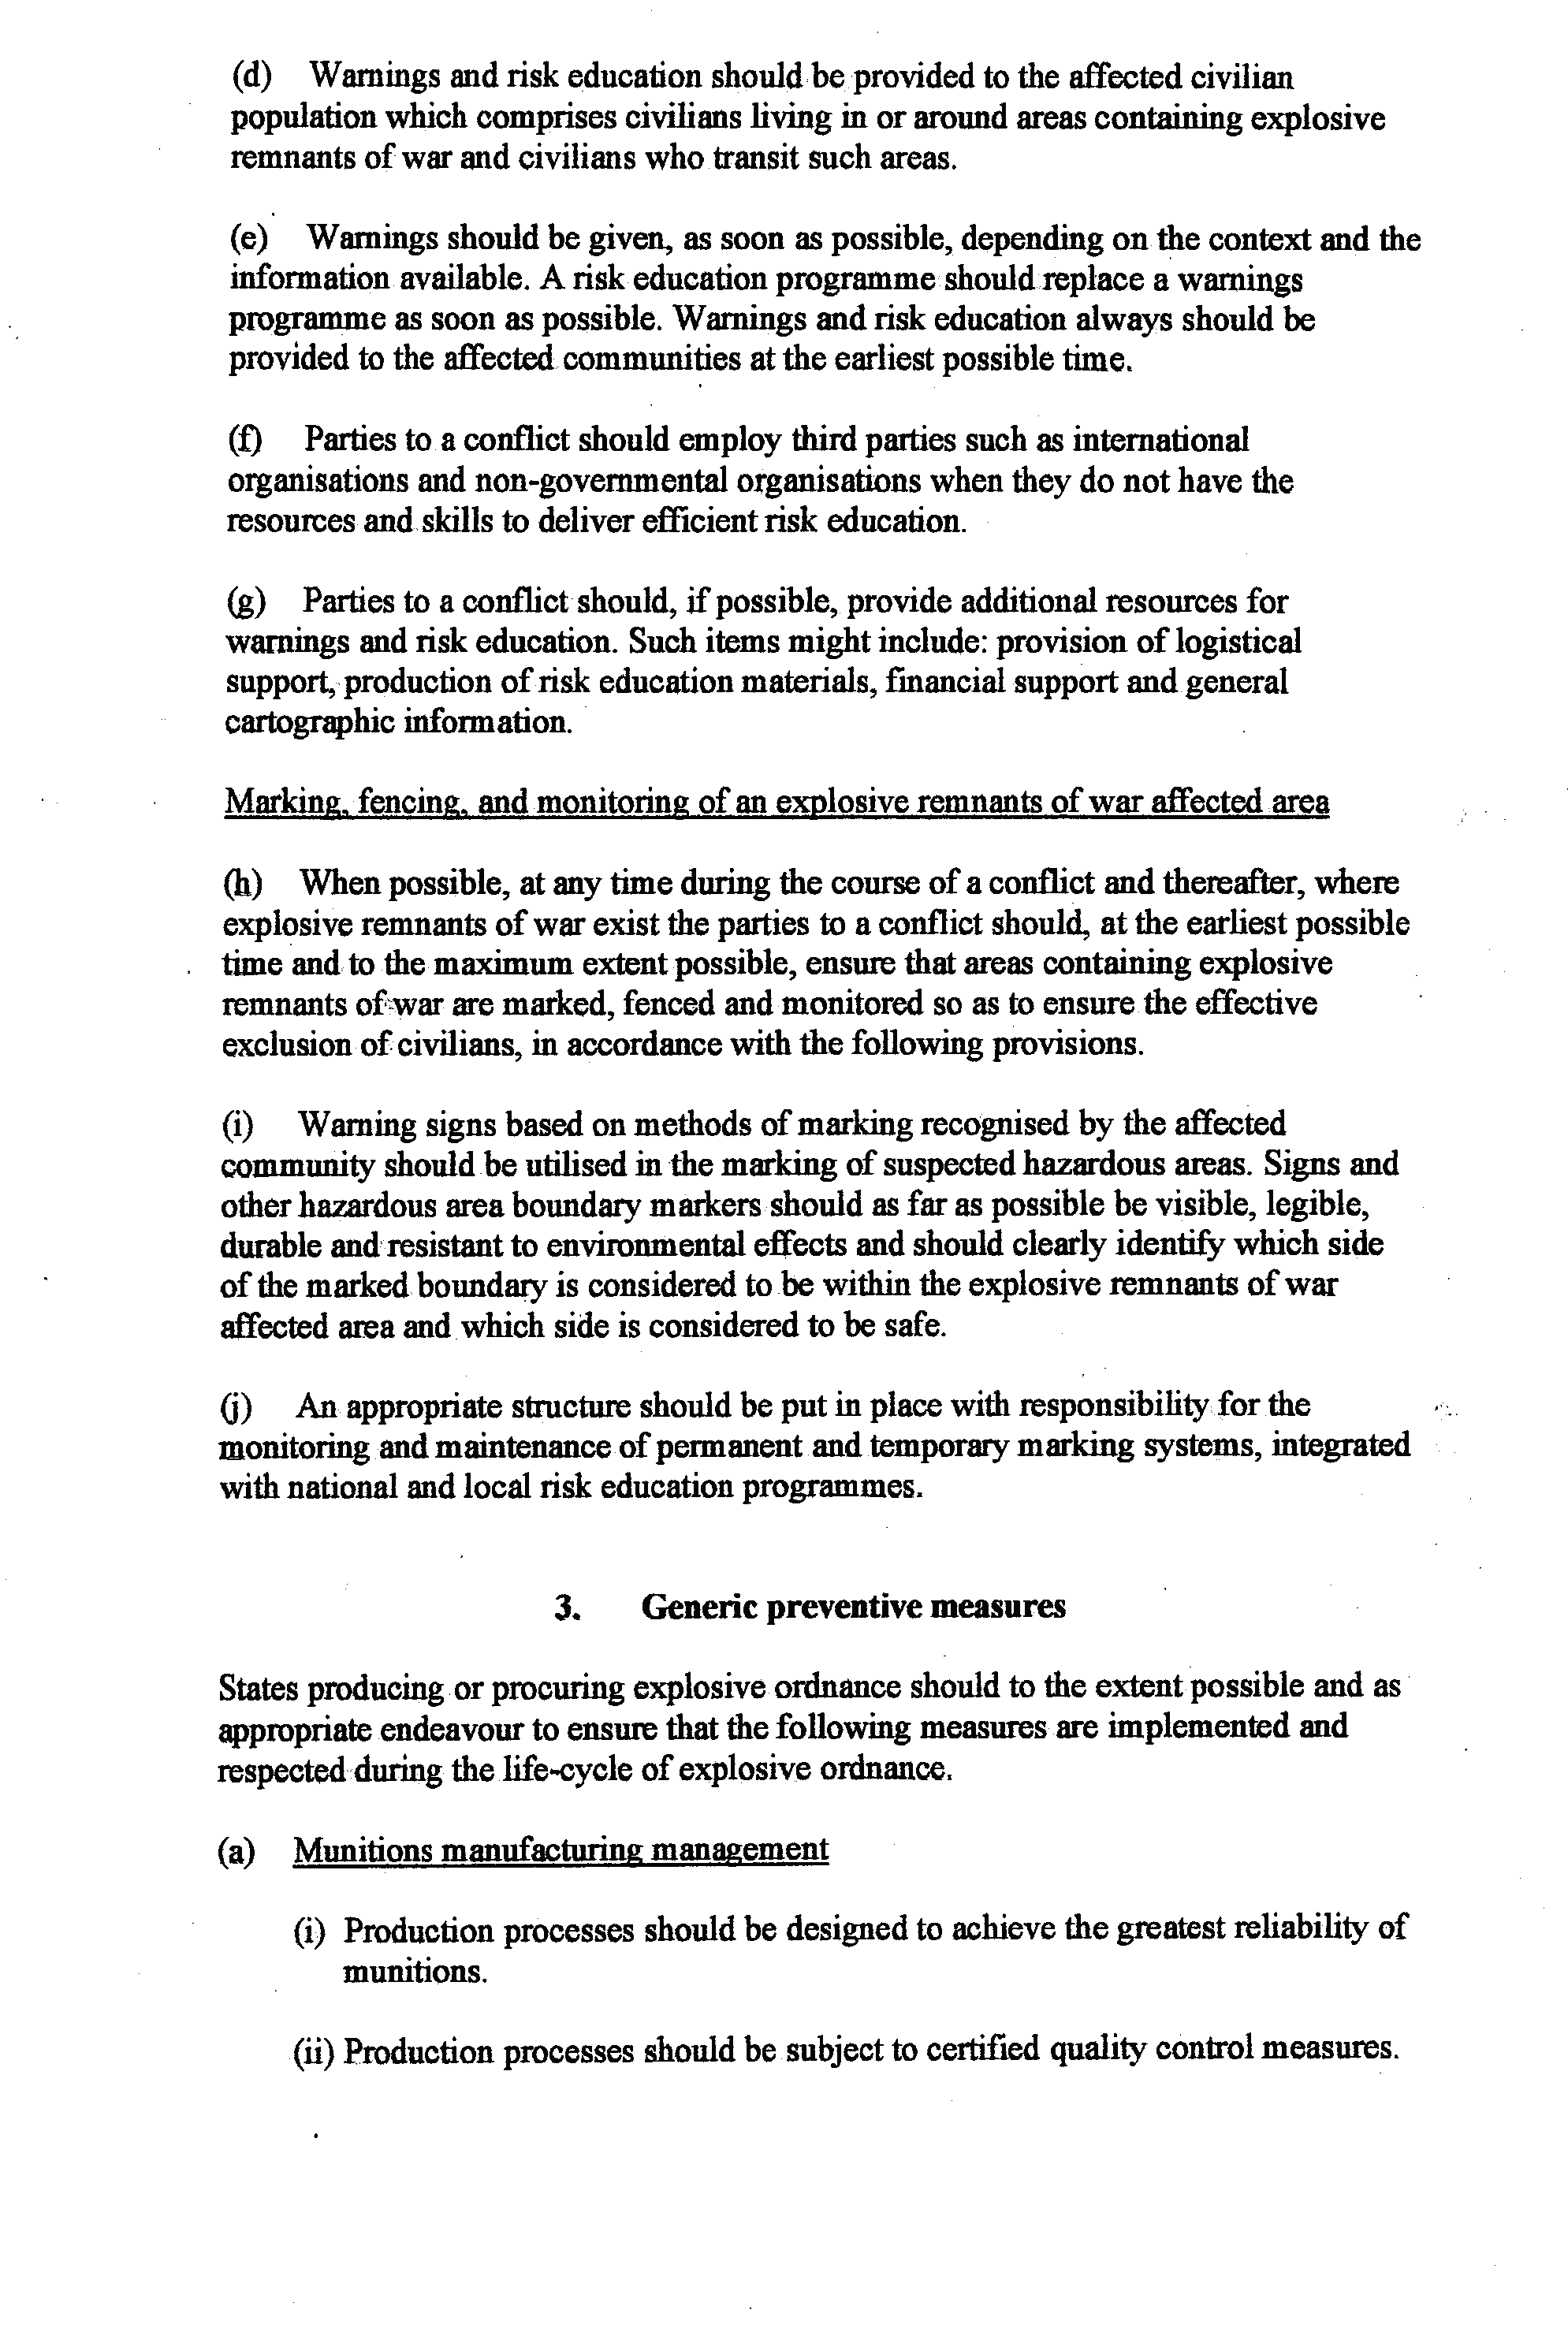 (d) Warnings and risk education should be provided to the affected civilian
population which comprises civilians living in or around areas containing explosive
remnants of war and civilians who transit such areas.
(e) Warnings should be given, as soon as possible, depending on the context and the
information available. A risk education programme should replace a warnings
programme as soon as possible. Warnings and risk education always should be
provided to the affected communities at the earliest possible time.
(f) Parties to a conflict should employ third parties such as international
organisations and non-governmental organisations when they do not have the
resources and skills to deliver efficient risk education.
(g) Parties to a conflict should, if possible, provide additional resources for
warnings and risk education. Such items might include: provision of logistical
support, production of risk education materials, financial support and general
cartographic information.
Marking, fencing, and monitoring of an explosive remnants of war affected area
(h) When possible, at any time during the course of a conflict and thereafter, where
explosive remnants of war exist the parties to a conflict should, at the earliest possible
time and to the maximum extent possible, ensure that areas containing explosive
remnants of war are marked, fenced and monitored so as to ensure the effective
exclusion of civilians, in accordance with the following provisions.
(i) Warning signs based on methods of marking recognised by the affected
community should be utilised in the marking of suspected hazardous areas. Signs and
other hazardous area boundary markers should as far as possible be visible, legible,
durable and resistant to environmental effects and should clearly identify which side
of the marked boundary is considered to be within the explosive remnants of war
affected area and which side is considered to be safe.
(j) An appropriate structure should be put in place with responsibility for the
monitoring and maintenance of permanent and temporary marking systems, integrated
with national and local risk education programmes.
3. Generic preventive measures
States producing or procuring explosive ordnance should to the extent possible and as
appropriate endeavour to ensure that the following measures are implemented and
respected during the life-cycle of explosive ordnance.
(a) Munitions manufacturing management
(i) Production processes should be designed to achieve the greatest reliability of
munitions.
(ii) Production processes should be subject to certified quality control measures.